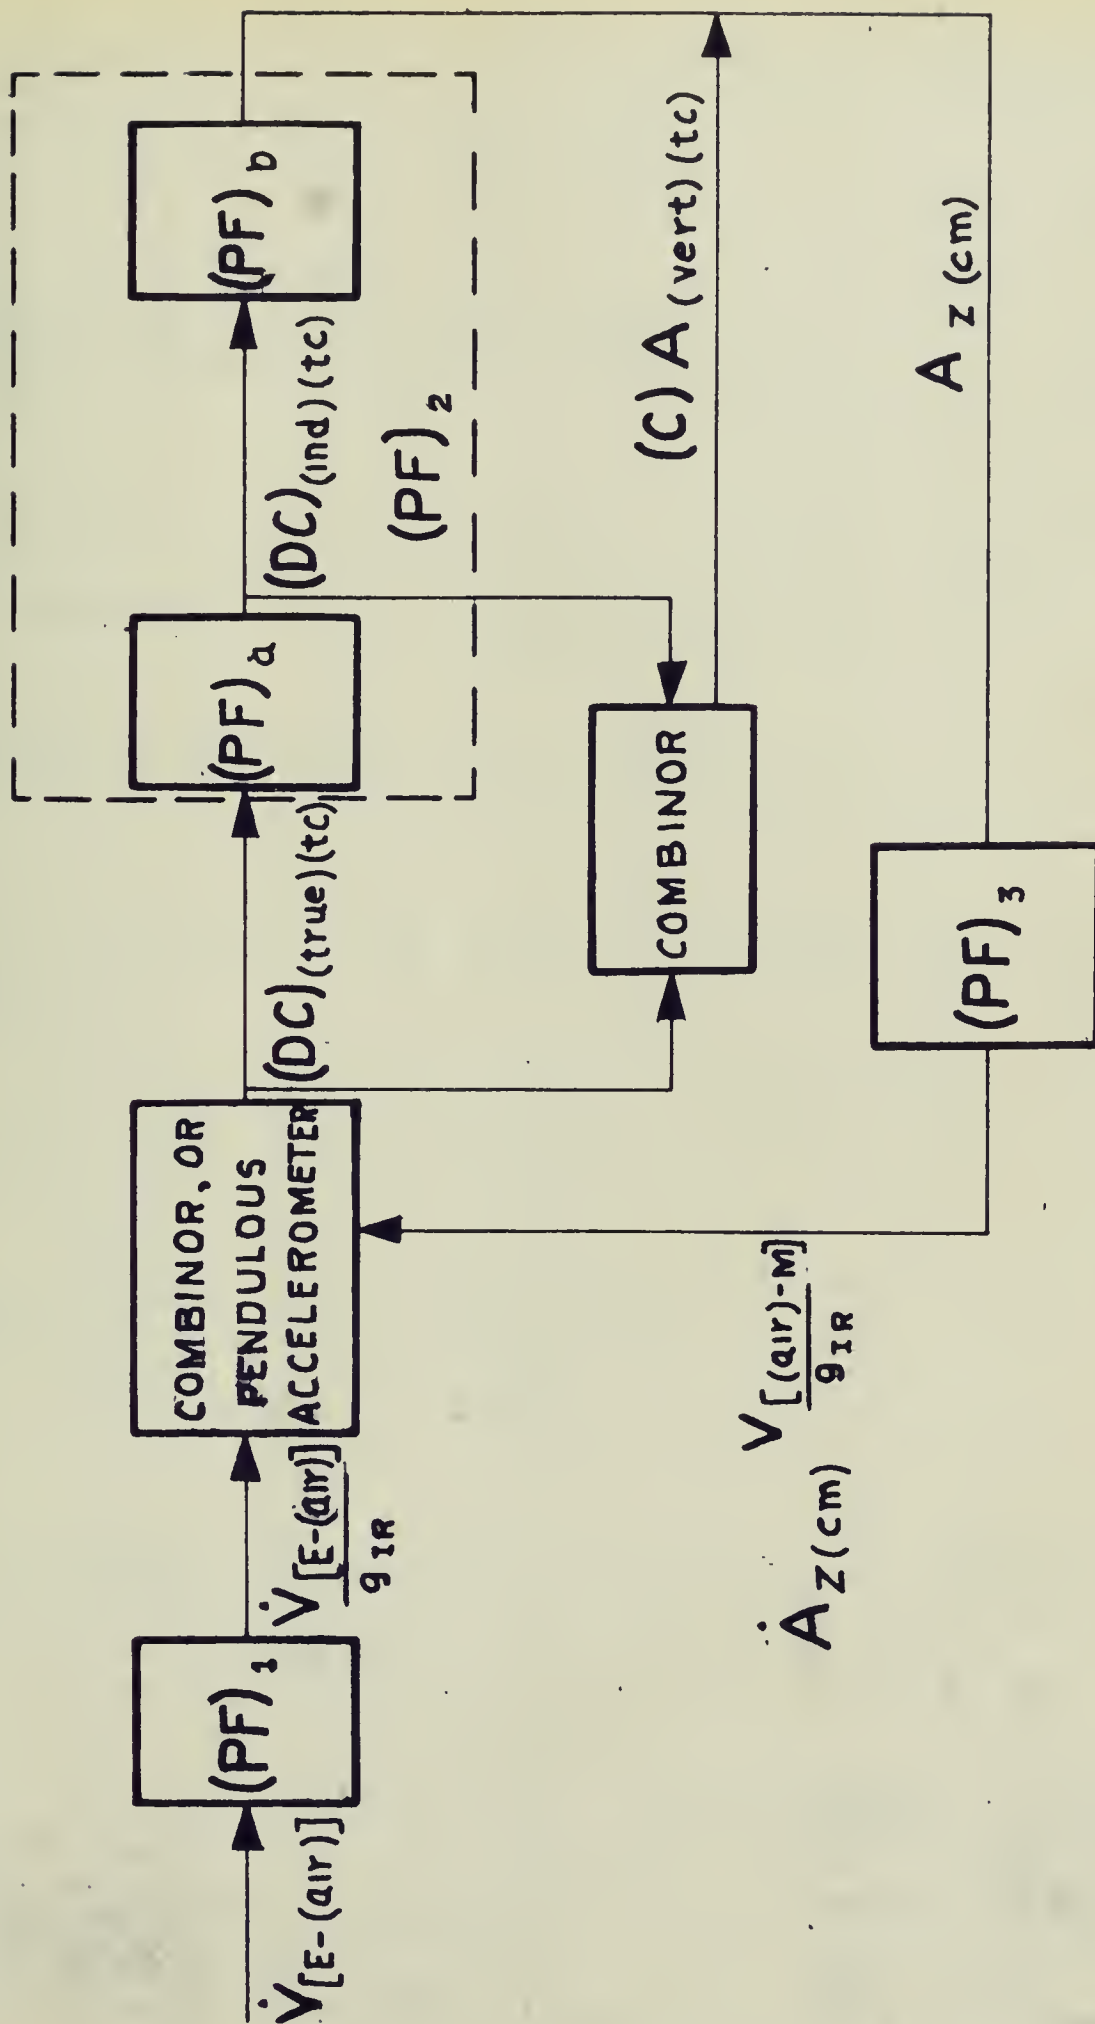 V̇[E-(air)]
(PF)1
V̇[E-(air)]
gIR
COMBINOR, OR
PENDULOUS
ACCELEROMETER
(DC)(true)(tc)
(PF)a
(DC)(ind)(tc)
(PF)b
(PF)2
COMBINOR
(C)A(vert)(tc)
V[(air)-M]
gIR
ȦZ(cm)
(PF)3
AZ(cm)